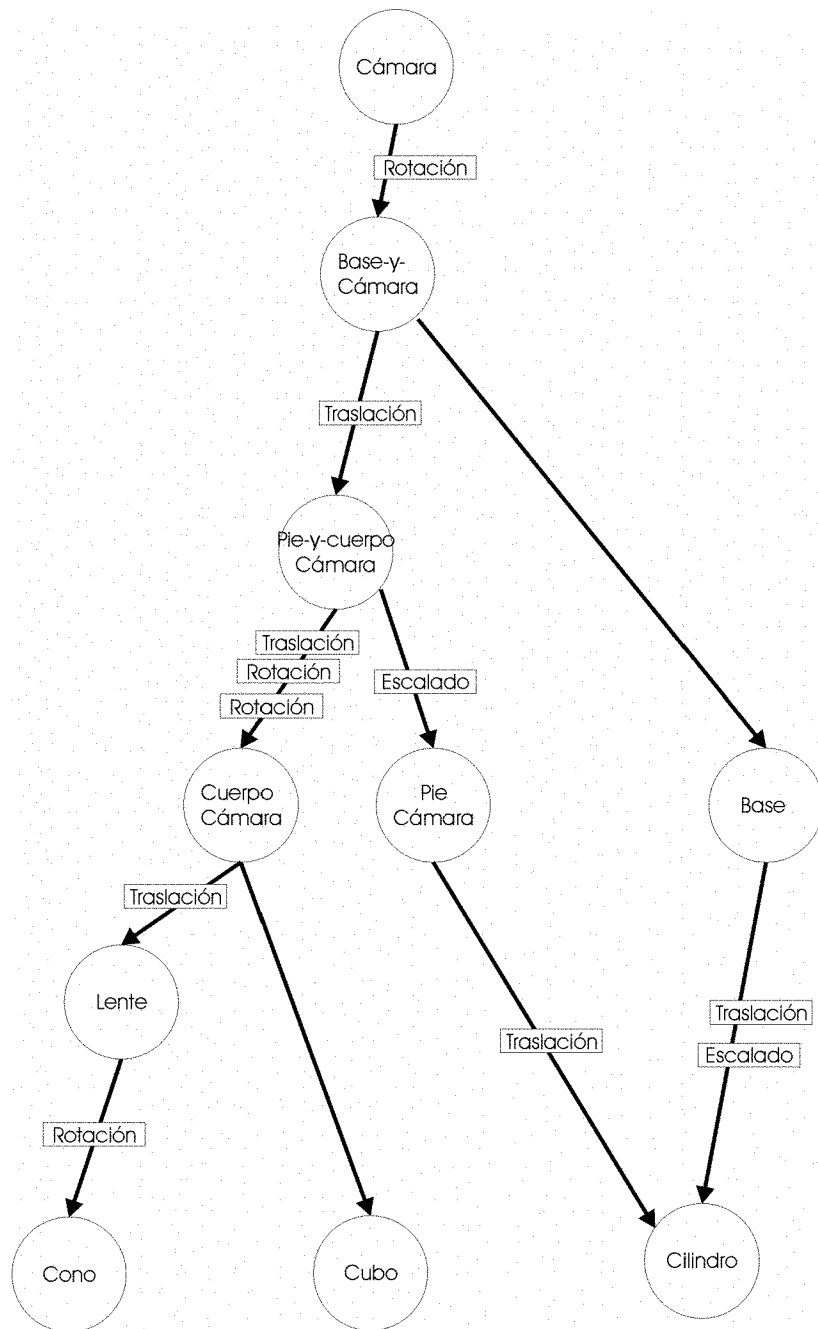 Cámara
Rotación
Base-y-
Cámara
Traslación
Pie-y-cuerpo
Cámara
Traslación
Rotación
Rotación
Escalado
Cuerpo
Cámara
Pie
Cámara
Base
Traslación
Lente
Traslación
Traslación
Escalado
Rotación
Cono
Cubo
Cilindro